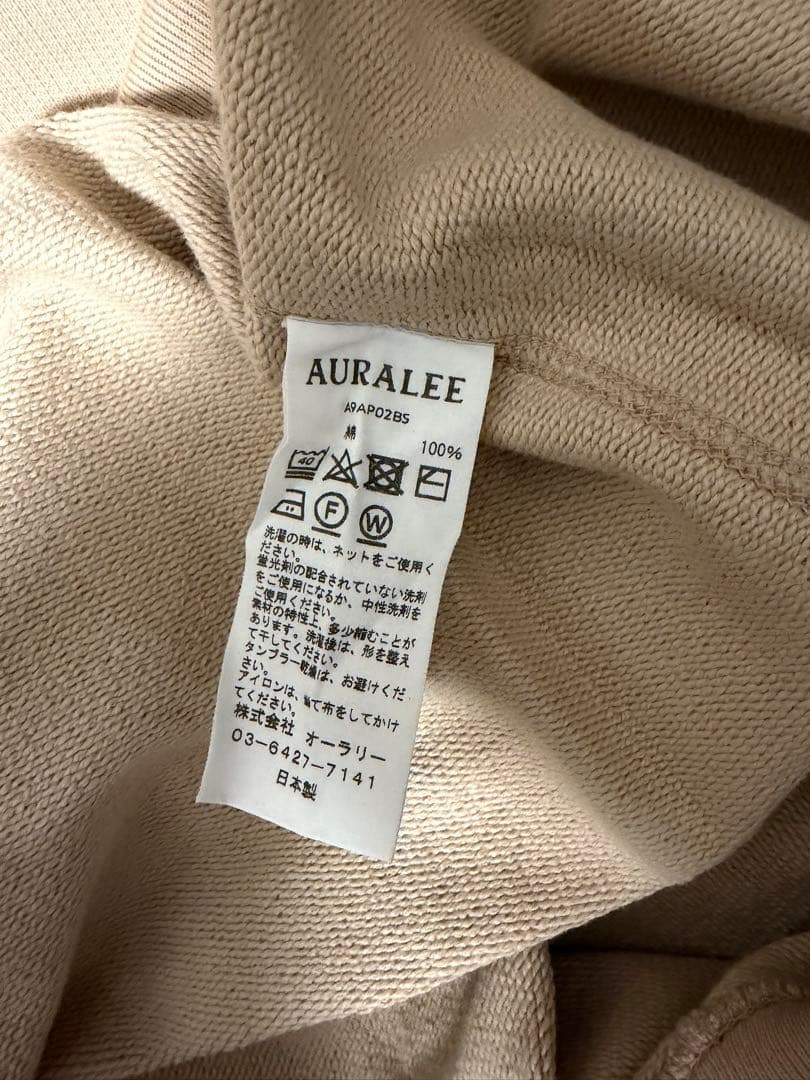 AURALEE
A9AP02BS
綿 100%
40
F W
洗濯の時は、ネットをご使用く
ださい。
蛍光剤の配合されていない洗剤
をご使用になるか、中性洗剤を
ご使用ください。
素材の特性上、多少縮むことが
あります。洗濯後は、形を整え
て干してください。
タンブラー乾燥は、お避けくだ
さい。
アイロンは、当て布をしてかけ
てください。
株式会社 オーラリー
03-6427-7141
日本製